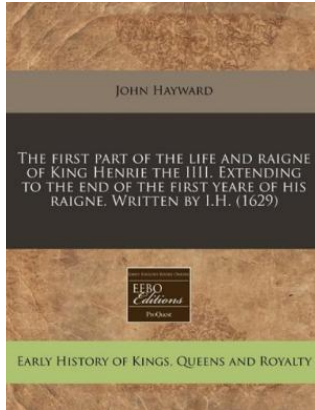 John Hayward
The first part of the life and raigne
of King Henrie the IIII. Extending
to the end of the first yeare of his
raigne. Written by I.H. (1629)
EEBO
Editions
ProQuest
Early History of Kings, Queens and Royalty